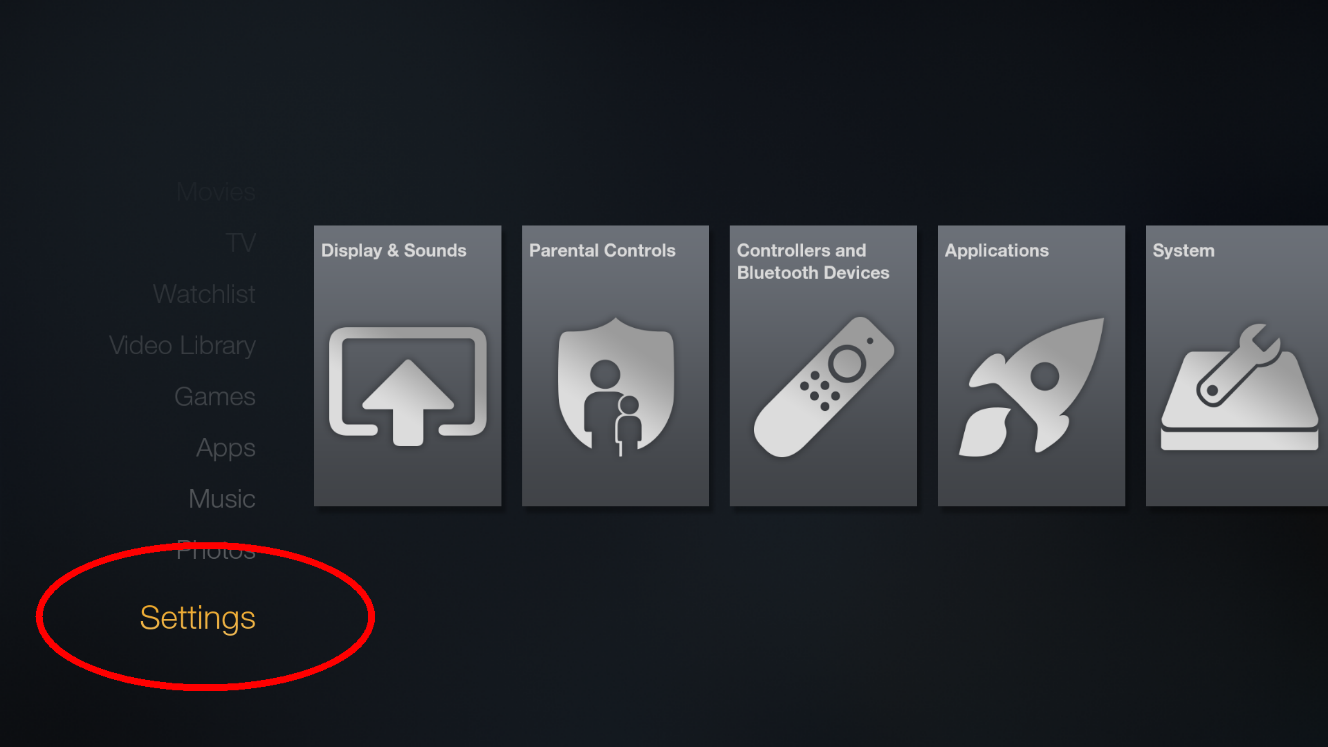 Movies
TV
Watchlist
Video Library
Games
Apps
Music
Photos
Settings
Display & Sounds
Parental Controls
Controllers and
Bluetooth Devices
Applications
System